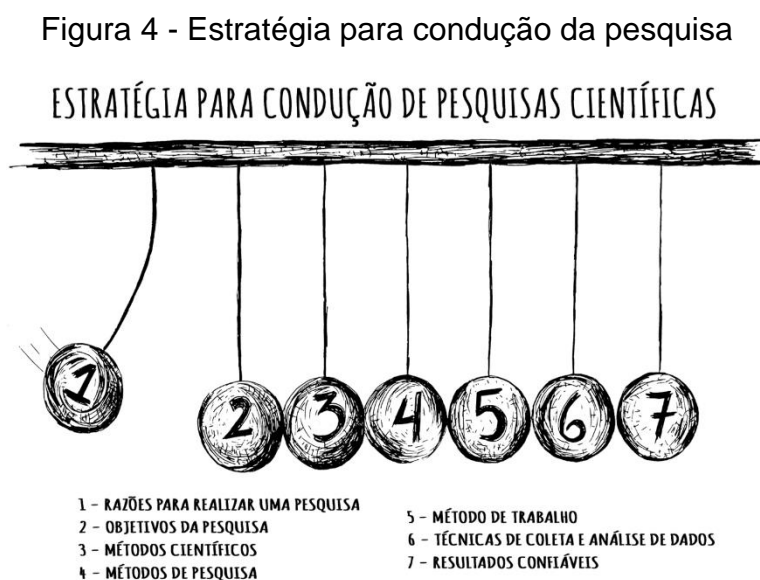 Figura 4 - Estratégia para condução da pesquisa
ESTRATÉGIA PARA CONDUÇÃO DE PESQUISAS CIENTÍFICAS
1
2
3
4
5
6
7
1 - RAZÕES PARA REALIZAR UMA PESQUISA
2 - OBJETIVOS DA PESQUISA
3 - MÉTODOS CIENTÍFICOS
4 - MÉTODOS DE PESQUISA
5 - MÉTODO DE TRABALHO
6 - TÉCNICAS DE COLETA E ANÁLISE DE DADOS
7 - RESULTADOS CONFIÁVEIS